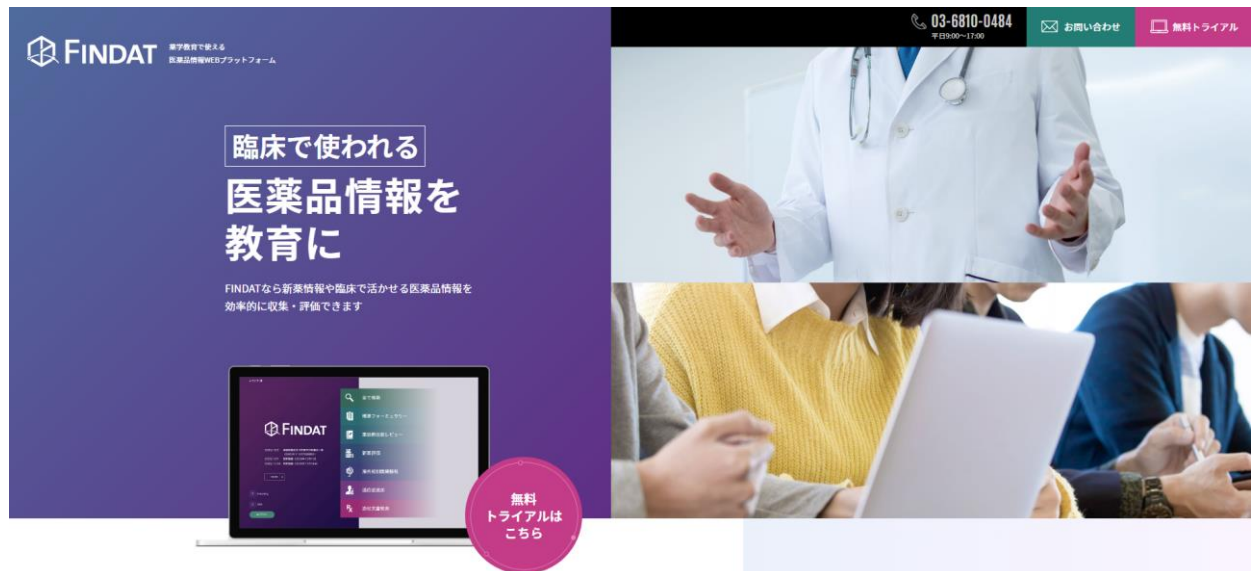 FINDAT
薬学教育で使える
医薬品情報WEBプラットフォーム
03-6810-0484
平日9:00〜17:00
お問い合わせ
無料トライアル
臨床で使われる
医薬品情報を
教育に
FINDATなら新薬情報や臨床で活かせる医薬品情報を
効率的に収集・評価できます
FINDAT
全て検索
無料
トライアルは
こちら